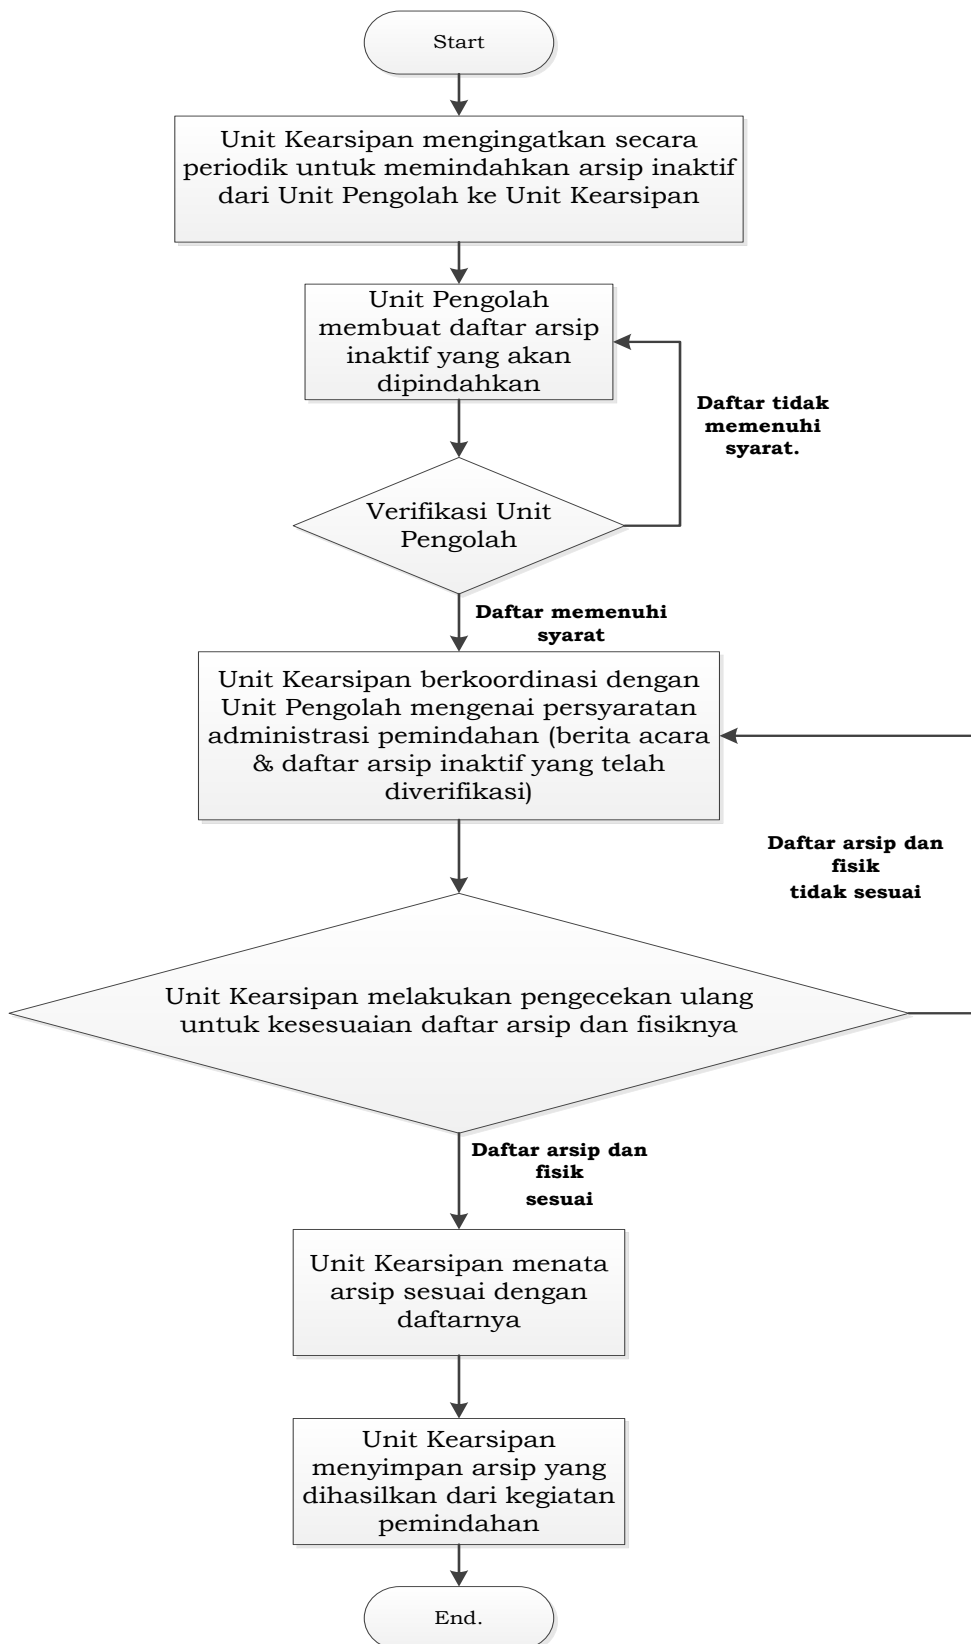 Start
Unit Kearsipan mengingatkan secara
periodik untuk memindahkan arsip inaktif
dari Unit Pengolah ke Unit Kearsipan
Unit Pengolah
membuat daftar arsip
inaktif yang akan
dipindahkan
Daftar tidak
memenuhi
syarat.
Verifikasi Unit
Pengolah
Daftar memenuhi
syarat
Unit Kearsipan berkoordinasi dengan
Unit Pengolah mengenai persyaratan
administrasi pemindahan (berita acara
& daftar arsip inaktif yang telah
diverifikasi)
Daftar arsip dan
fisik
tidak sesuai
Unit Kearsipan melakukan pengecekan ulang
untuk kesesuaian daftar arsip dan fisiknya
Daftar arsip dan
fisik
sesuai
Unit Kearsipan menata
arsip sesuai dengan
daftarnya
Unit Kearsipan
menyimpan arsip yang
dihasilkan dari kegiatan
pemindahan
End.